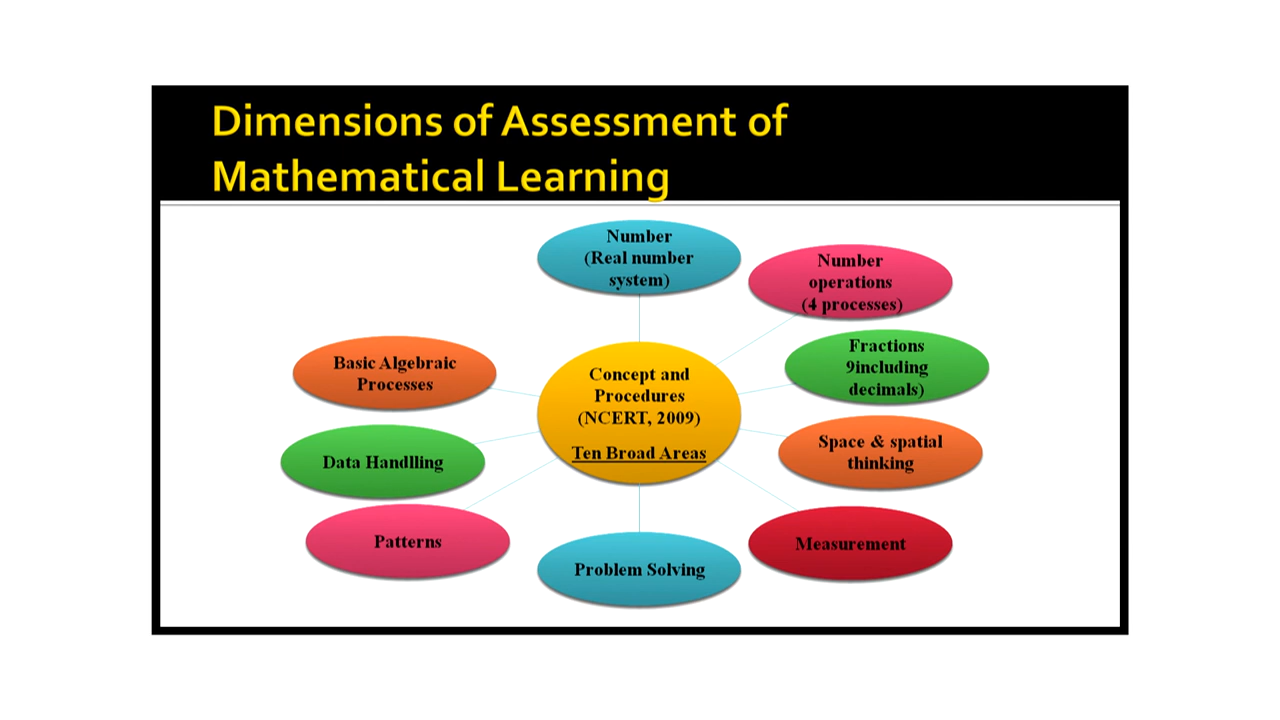 Dimensions of Assessment of
Mathematical Learning
Number
(Real number
system)
Number
operations
(4 processes)
Fractions
9including
decimals)
Space & spatial
thinking
Measurement
Problem Solving
Patterns
Data Handlling
Basic Algebraic
Processes
Concept and
Procedures
(NCERT, 2009)
Ten Broad Areas